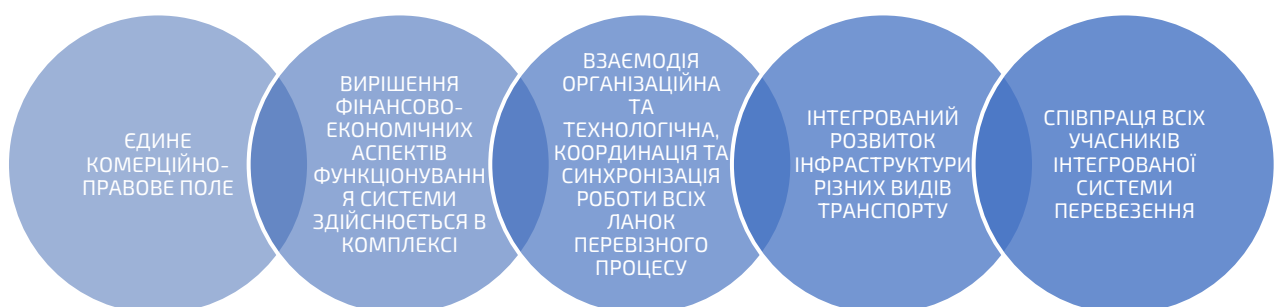 ЄДИНЕ
КОМЕРЦІЙНО-
ПРАВОВЕ ПОЛЕ
ВИРІШЕННЯ
ФІНАНСОВО-
ЕКОНОМІЧНИХ
АСПЕКТІВ
ФУНКЦІОНУВАНН
Я СИСТЕМИ
ЗДІЙСНЮЄТЬСЯ В
КОМПЛЕКСІ
ВЗАЄМОДІЯ
ОРГАНІЗАЦІЙНА
ТА
ТЕХНОЛОГІЧНА,
КООРДИНАЦІЯ ТА
СИНХРОНІЗАЦІЯ
РОБОТИ ВСІХ
ЛАНОК
ПЕРЕВІЗНОГО
ПРОЦЕСУ
ІНТЕГРОВАНИЙ
РОЗВИТОК
ІНФРАСТРУКТУРИ
РІЗНИХ ВИДІВ
ТРАНСПОРТУ
СПІВПРАЦЯ ВСІХ
УЧАСНИКІВ
ІНТЕГРОВАНОЇ
СИСТЕМИ
ПЕРЕВЕЗЕННЯ